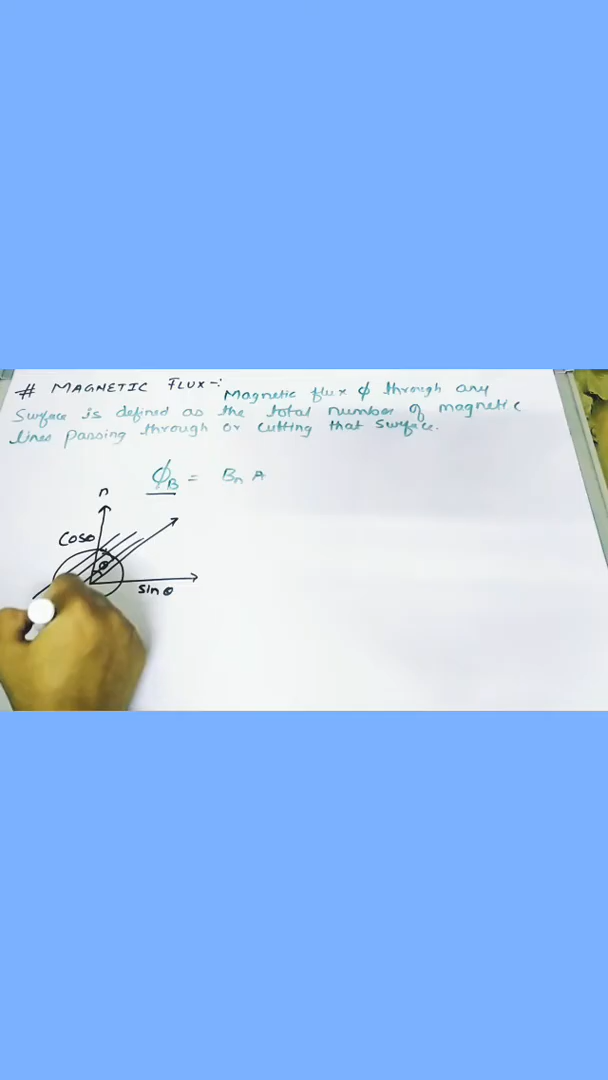 # MAGNETIC FLUX -: Magnetic flux ϕ through any
Surface is defined as the total number of magnetic
lines passing through or cutting that surface.
ϕB = Bn A
n
Cosθ
θ
sin θ